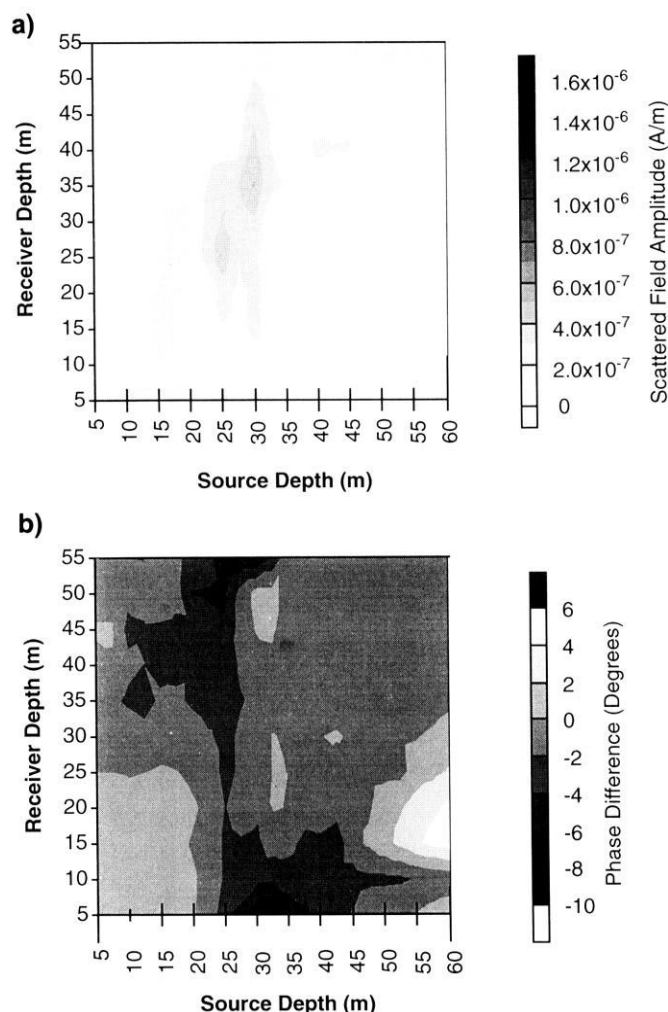 a)
55
50
45
40
35
30
25
20
15
10
5
Receiver Depth (m)
5 10 15 20 25 30 35 40 45 50 55 60
Source Depth (m)
1.6x10⁻⁶
1.4x10⁻⁶
1.2x10⁻⁶
1.0x10⁻⁶
8.0x10⁻⁷
6.0x10⁻⁷
4.0x10⁻⁷
2.0x10⁻⁷
0
Scattered Field Amplitude (A/m)
b)
55
50
45
40
35
30
25
20
15
10
5
Receiver Depth (m)
5 10 15 20 25 33 35 40 45 50 55 60
Source Depth (m)
6
4
2
0
-2
-4
-6
-8
-10
Phase Difference (Degrees)